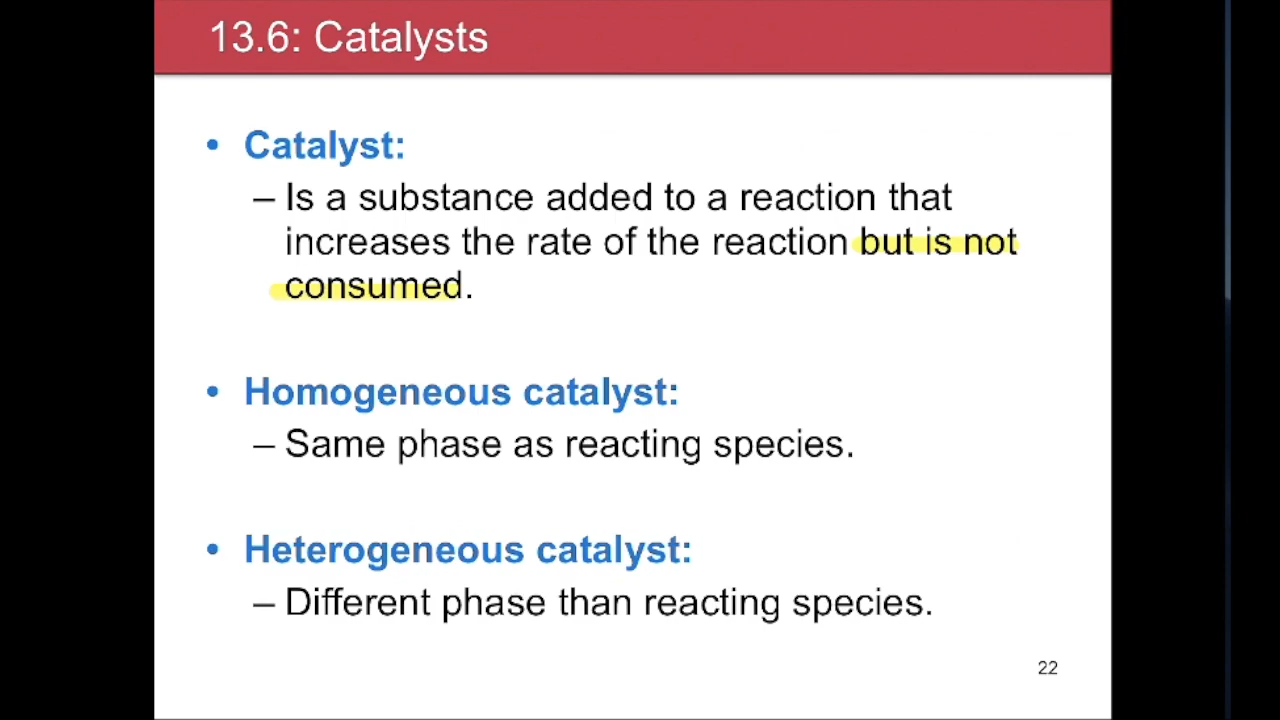 13.6: Catalysts
• Catalyst:
– Is a substance added to a reaction that
increases the rate of the reaction but is not
consumed.
• Homogeneous catalyst:
– Same phase as reacting species.
• Heterogeneous catalyst:
– Different phase than reacting species.
22